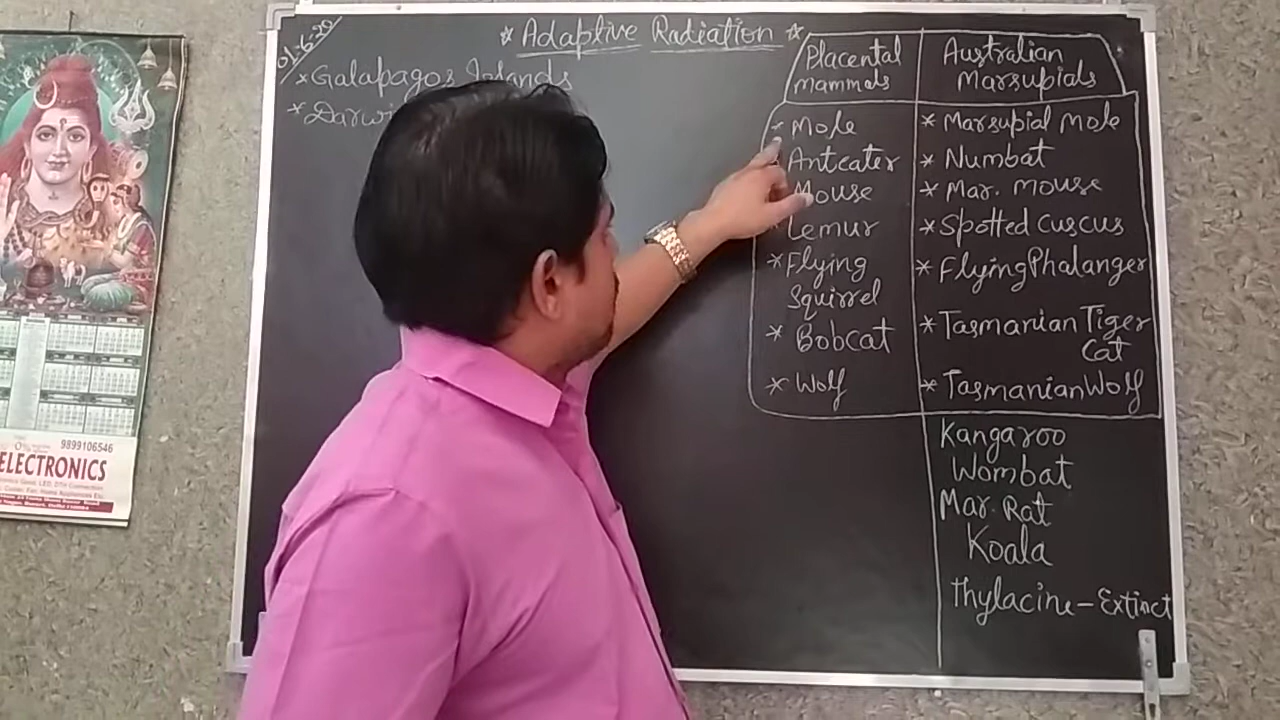 01.6.20
* Adaptive Radiation *
* Galapagos Islands
* Darwi
Placental mammals
Australian Marsupials
* Mole
* Marsupial Mole
Anteater
* Numbat
Mouse
* Mar. mouse
Lemur
* Spotted Cuscus
* Flying Squirrel
* Flying Phalanger
* Bobcat
* Tasmanian Tiger Cat
* Wolf
* Tasmanian Wolf
Kangaroo
Wombat
Mar. Rat
Koala
Thylacine - Extinct
9899106546
ELECTRONICS